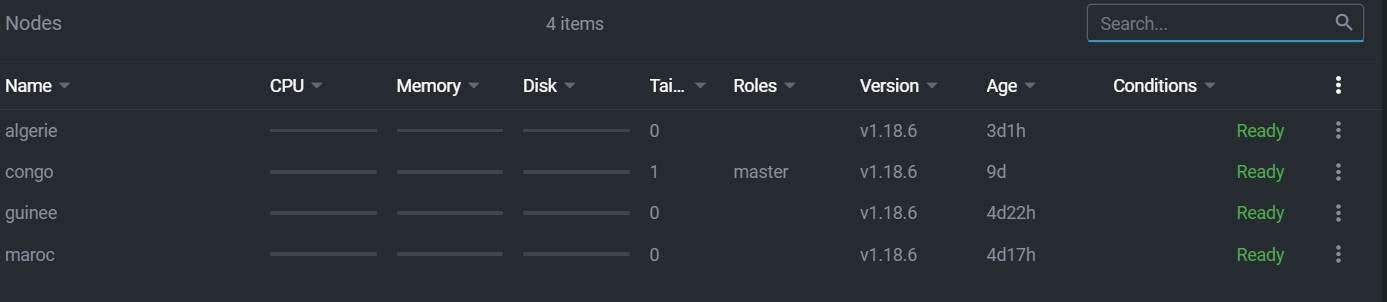 Nodes 4 items Search...
Name CPU Memory Disk Tai... Roles Version Age Conditions
algerie 0 v1.18.6 3d1h Ready
congo 1 master v1.18.6 9d Ready
guinee 0 v1.18.6 4d22h Ready
maroc 0 v1.18.6 4d17h Ready